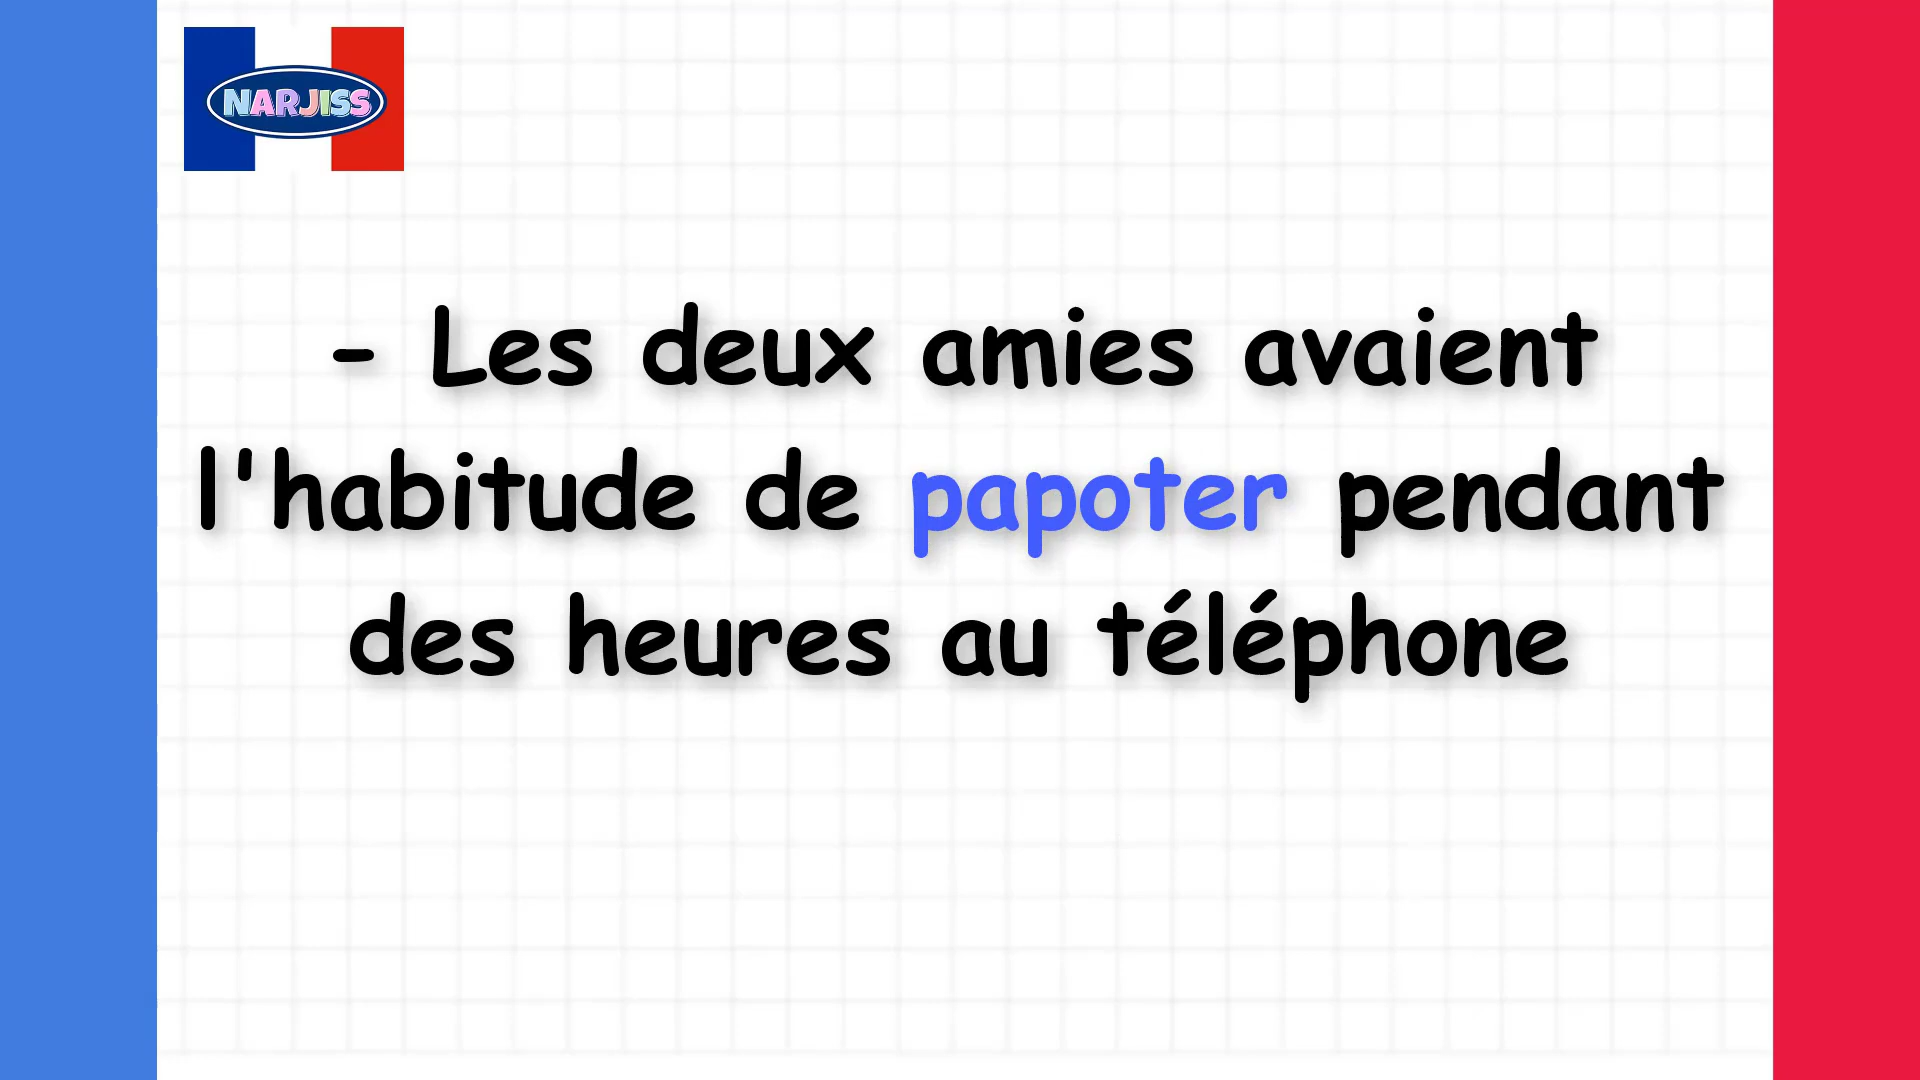 NARJISS
- Les deux amies avaient
l'habitude de papoter pendant
des heures au téléphone